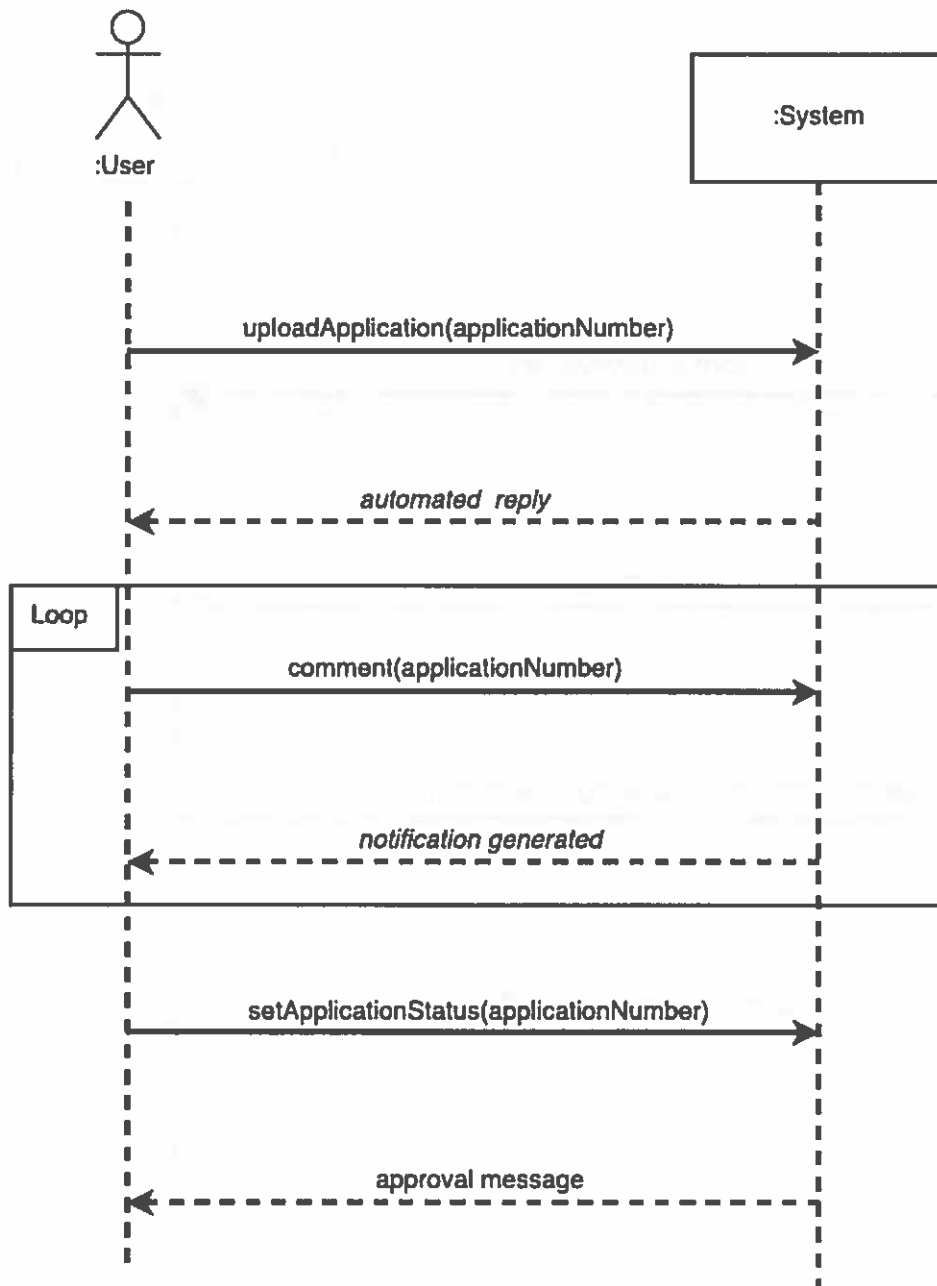 :System
:User
uploadApplication(applicationNumber)
automated reply
Loop
comment(applicationNumber)
notification generated
setApplicationStatus(applicationNumber)
approval message